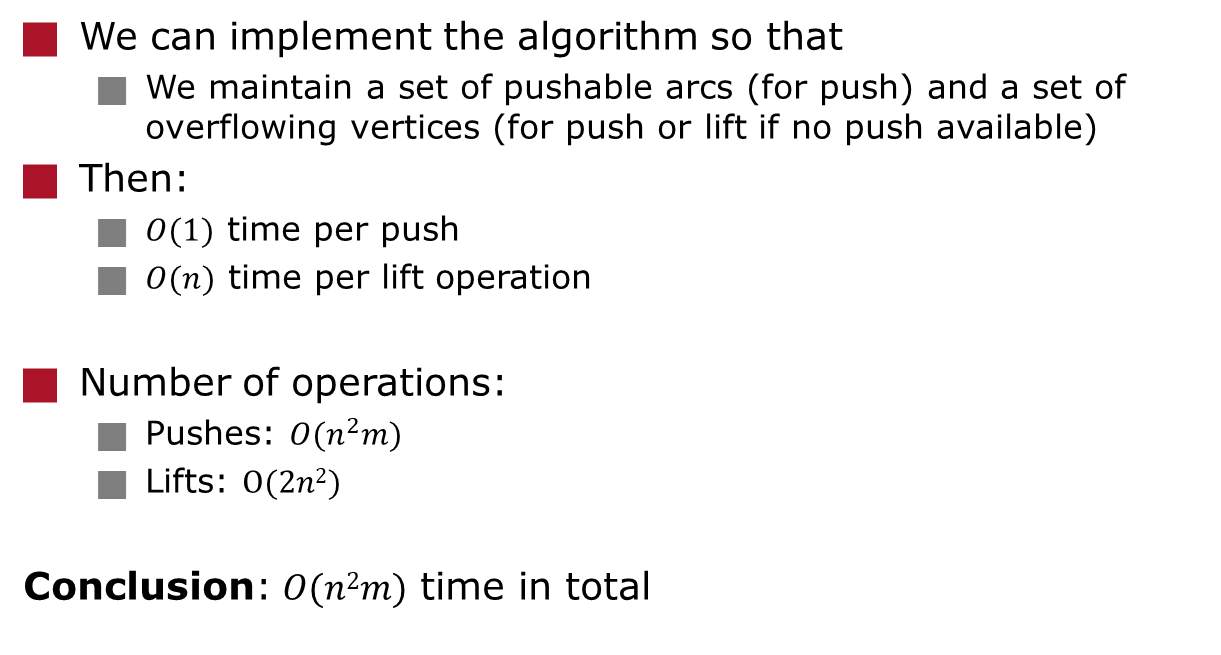 We can implement the algorithm so that
We maintain a set of pushable arcs (for push) and a set of
overflowing vertices (for push or lift if no push available)
Then:
O(1) time per push
O(n) time per lift operation
Number of operations:
Pushes: O(n²m)
Lifts: O(2n²)
Conclusion: O(n²m) time in total